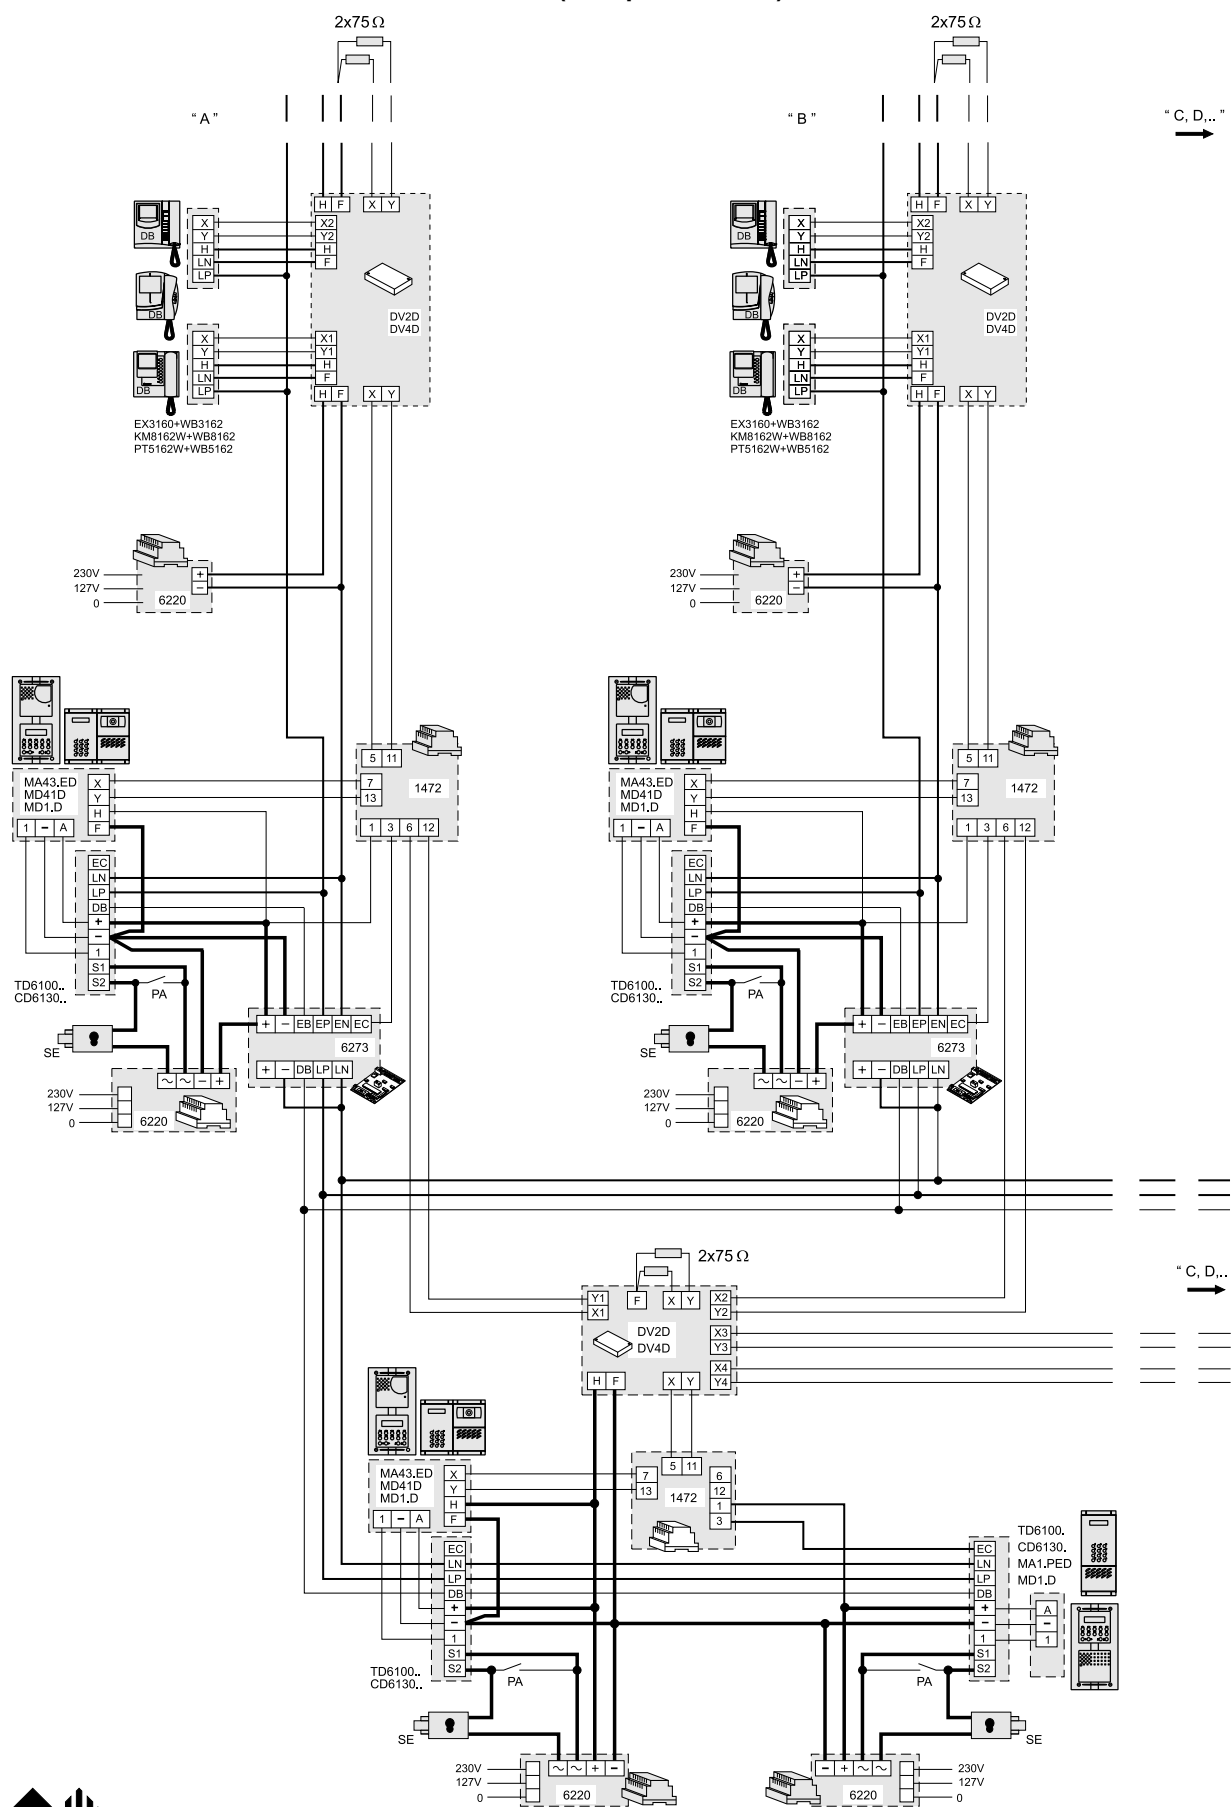 2x75 Ω
2x75 Ω
“ A ”
“ B ”
“ C, D,.. ”
H F X Y
H F X Y
DB
X
Y
H
LN
LP
X2
Y2
H
F
DB
DV2D
DV4D
DB
X
Y
H
LN
LP
X1
Y1
H
F
H F X Y
EX3160+WB3162
KM8162W+WB8162
PT5162W+WB5162
DB
X
Y
H
LN
LP
X2
Y2
H
F
DB
DV2D
DV4D
DB
X
Y
H
LN
LP
X1
Y1
H
F
H F X Y
EX3160+WB3162
KM8162W+WB8162
PT5162W+WB5162
230V
127V
0
+
−
6220
230V
127V
0
+
−
6220
MA43.ED
MD41D
MD1.D
X
Y
H
F
1 − A
5 11
7
13
1472
1 3 6 12
EC
LN
LP
DB
+
−
1
S1
S2
TD6100..
CD6130..
PA
SE
+ − EB EP EN EC
6273
+ − DB LP LN
~ ~ − +
230V
127V
0
6220
MA43.ED
MD41D
MD1.D
X
Y
H
F
1 − A
5 11
7
13
1472
1 3 6 12
EC
LN
LP
DB
+
−
1
S1
S2
TD6100..
CD6130..
PA
SE
+ − EB EP EN EC
6273
+ − DB LP LN
~ ~ − +
230V
127V
0
6220
2x75 Ω
“ C, D,..
Y1
X1
F X Y
X2
Y2
X3
Y3
X4
Y4
DV2D
DV4D
H F X Y
MA43.ED
MD41D
MD1.D
X
Y
H
F
1 − A
5 11
7
13
1472
6
12
1
3
EC
LN
LP
DB
+
−
1
S1
S2
TD6100..
CD6130..
PA
SE
~ ~ + −
230V
127V
0
6220
TD6100.
CD6130.
MA1.PED
MD1.D
EC
LN
LP
DB
+
−
1
S1
S2
A
−
1
PA
SE
− + ~ ~
6220
230V
127V
0